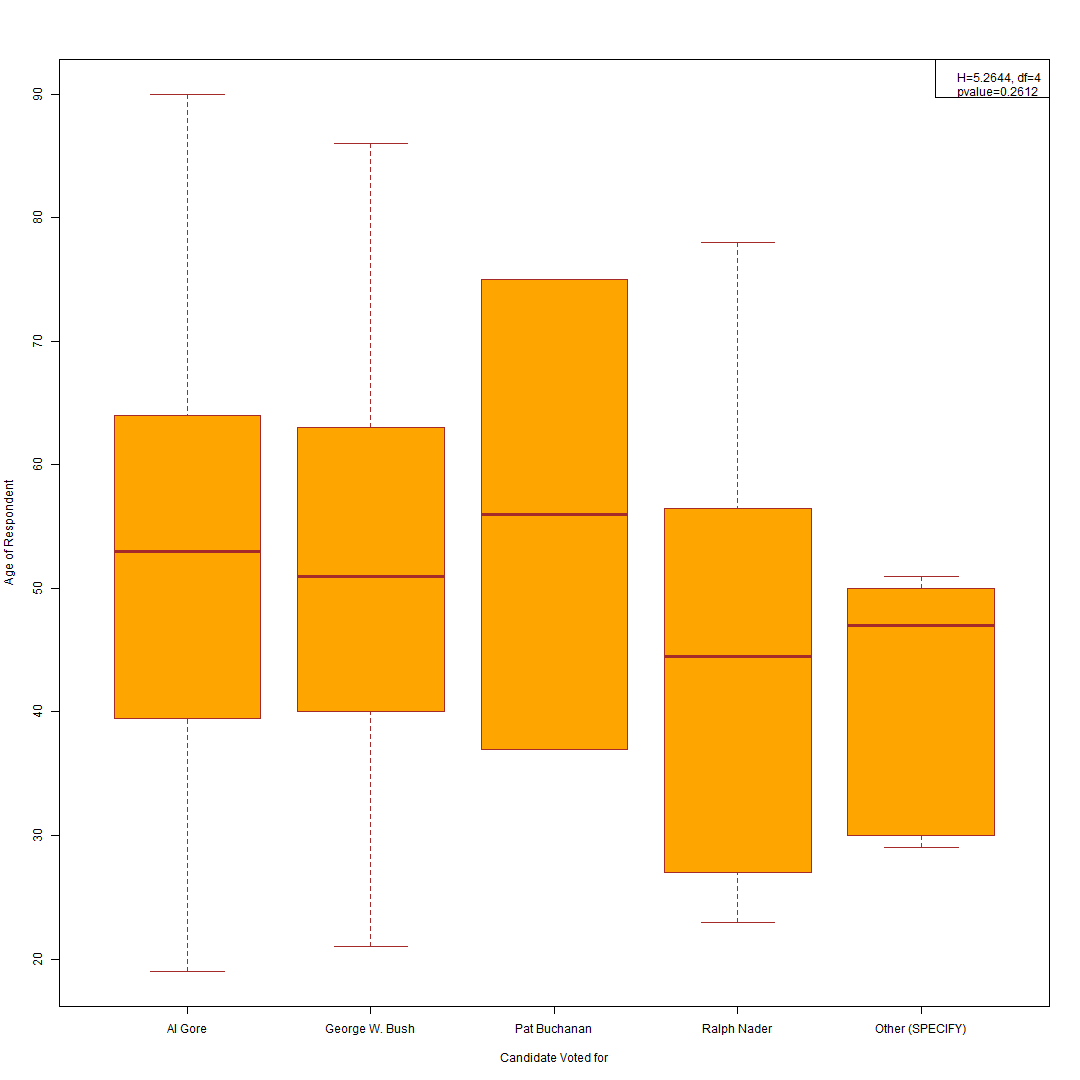 H=5.2644, df=4
pvalue=0.2612
90
80
70
60
50
40
30
20
Age of Respondent
Al Gore
George W. Bush
Pat Buchanan
Ralph Nader
Other (SPECIFY)
Candidate Voted for